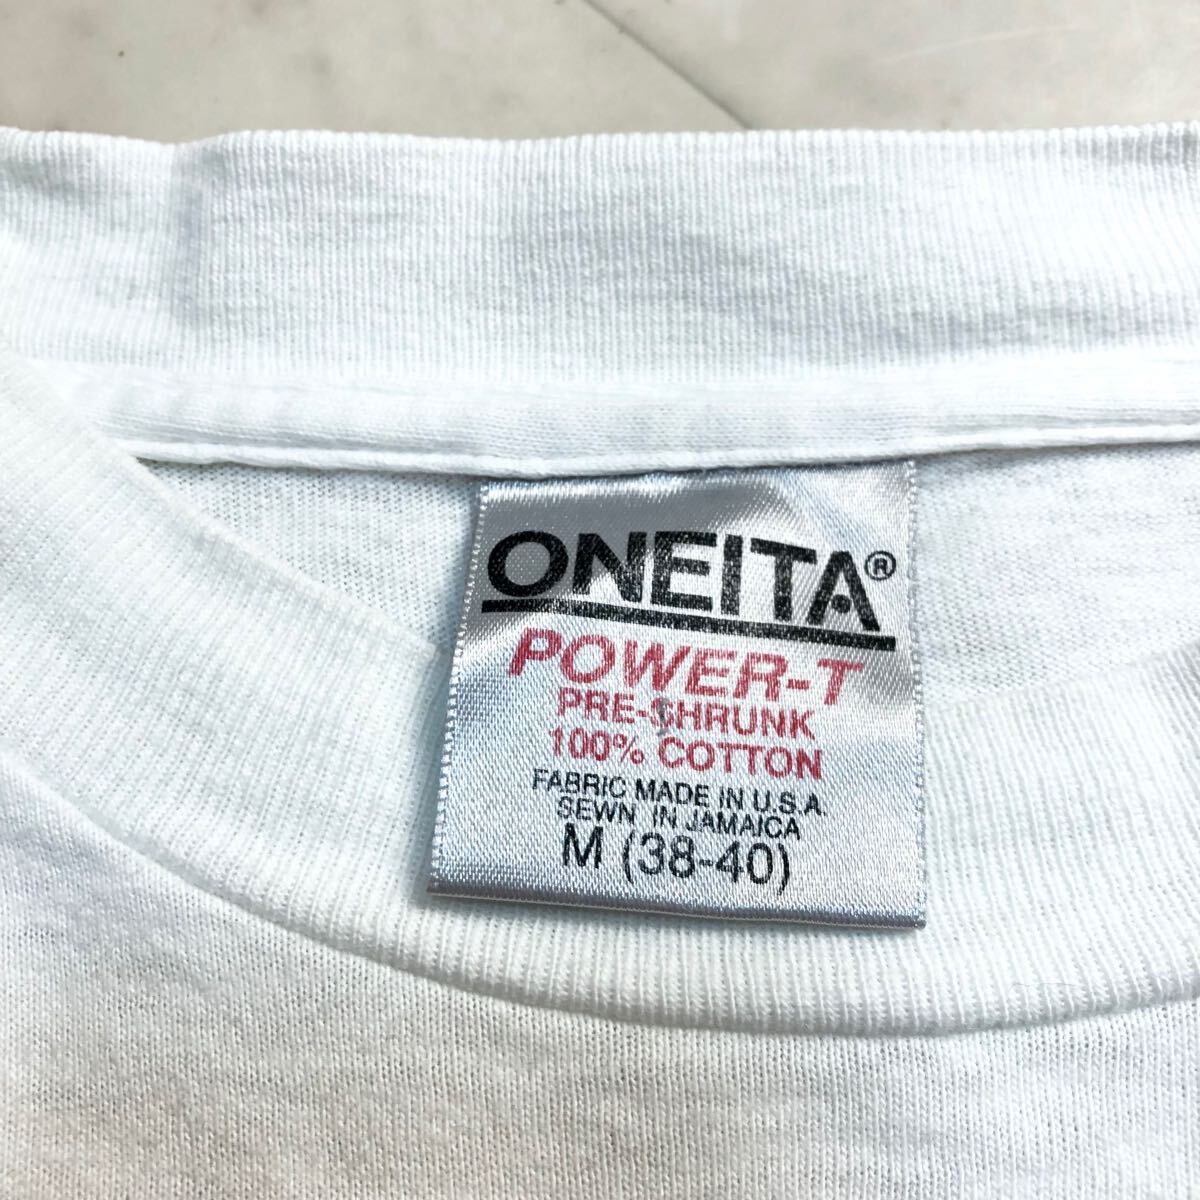 ONEITA®
POWER-T
PRE-SHRUNK
100% COTTON
FABRIC MADE IN U.S.A
SEWN IN JAMAICA
M (38-40)